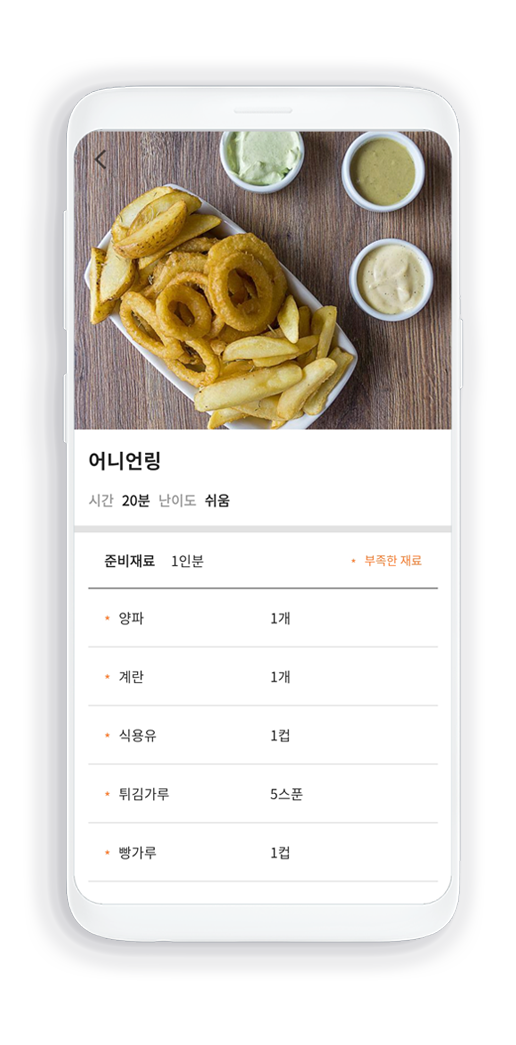 어니언링
시간 20분 난이도 쉬움
준비재료 1인분 * 부족한 재료
* 양파 1개
* 계란 1개
* 식용유 1컵
* 튀김가루 5스푼
* 빵가루 1컵